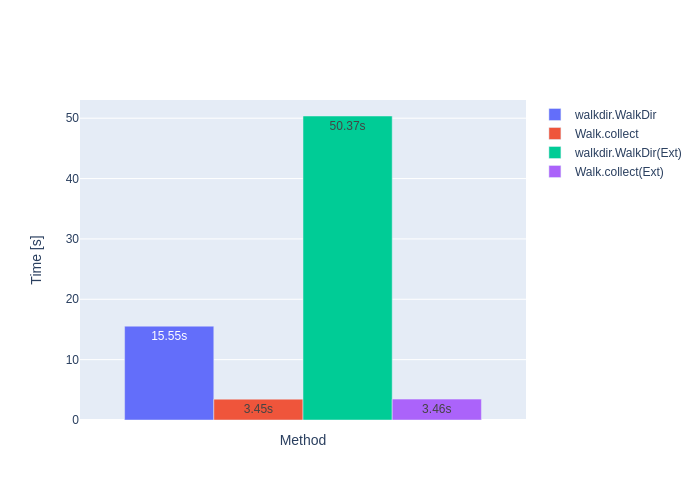 50
40
30
20
10
0
Time [s]
15.55s
3.45s
50.37s
3.46s
Method
walkdir.WalkDir
Walk.collect
walkdir.WalkDir(Ext)
Walk.collect(Ext)